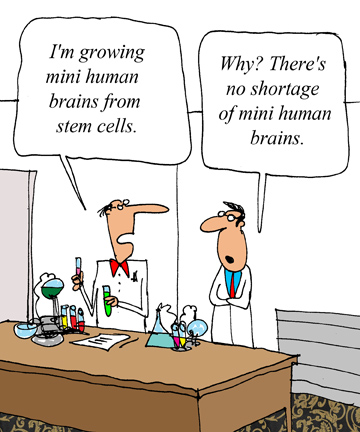 I'm growing
mini human
brains from
stem cells.
Why? There's
no shortage
of mini human
brains.